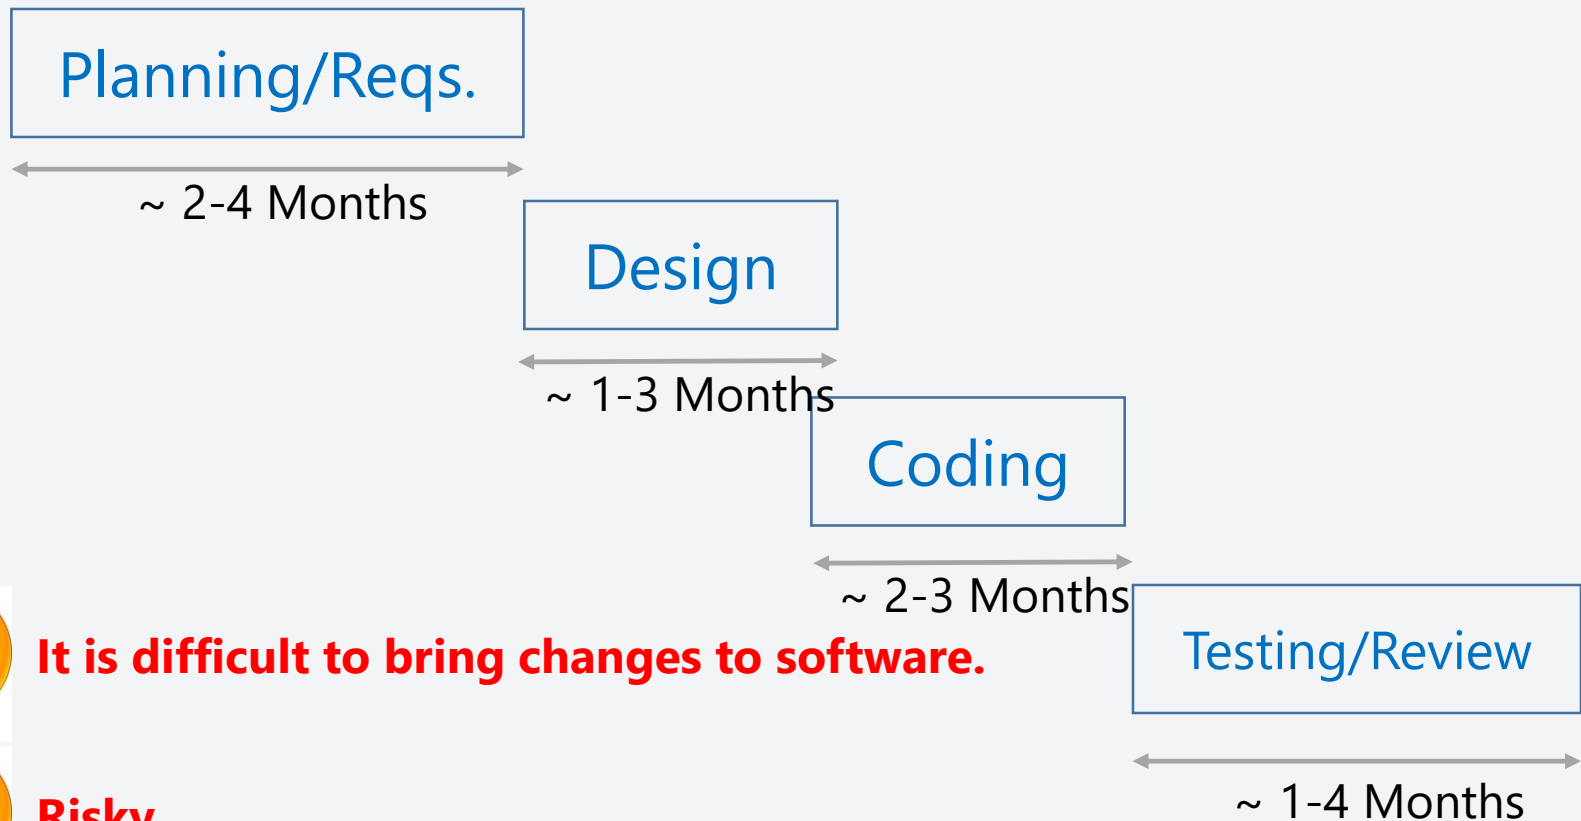 Planning/Reqs.
~ 2-4 Months
Design
~ 1-3 Months
Coding
~ 2-3 Months
Testing/Review
It is difficult to bring changes to software.
~ 1-4 Months
Risky